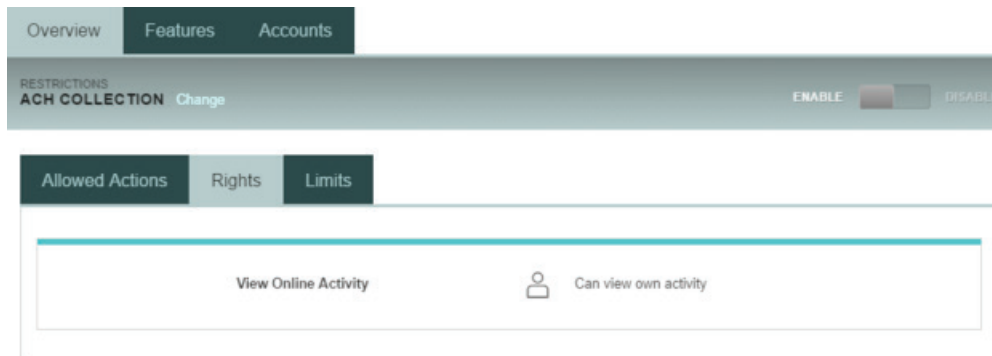 Overview Features Accounts
RESTRICTIONS
ACH COLLECTION Change
ENABLE DISABL
Allowed Actions Rights Limits
View Online Activity Can view own activity